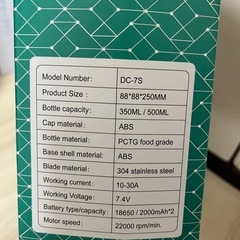 Model Number: DC-7S
Product Size: 88*88*250MM
Bottle capacity: 350ML / 500ML
Cap material: ABS
Bottle material: PCTG food grade
Base shell material: ABS
Blade material: 304 stainless steel
Working current: 10-30A
Working Voltage: 7.4V
Battery type/capacity: 18650 / 2000mAh*2
Motor speed: 22000 rpm/min.